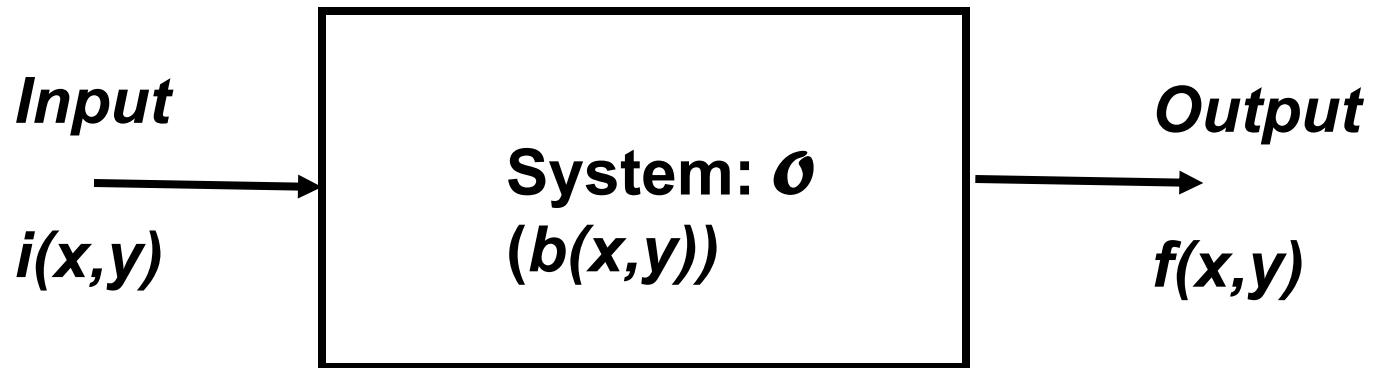 Input
i(x,y)
System: 𝒪
(b(x,y))
Output
f(x,y)